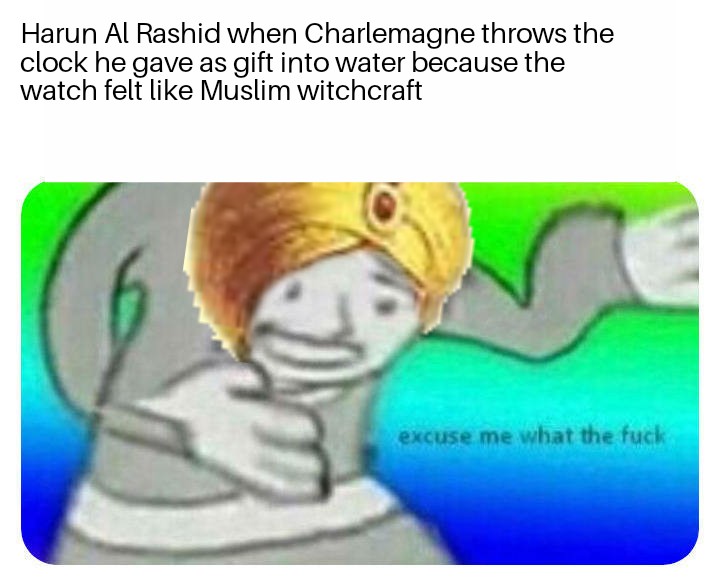 Harun Al Rashid when Charlemagne throws the
clock he gave as gift into water because the
watch felt like Muslim witchcraft
excuse me what the fuck